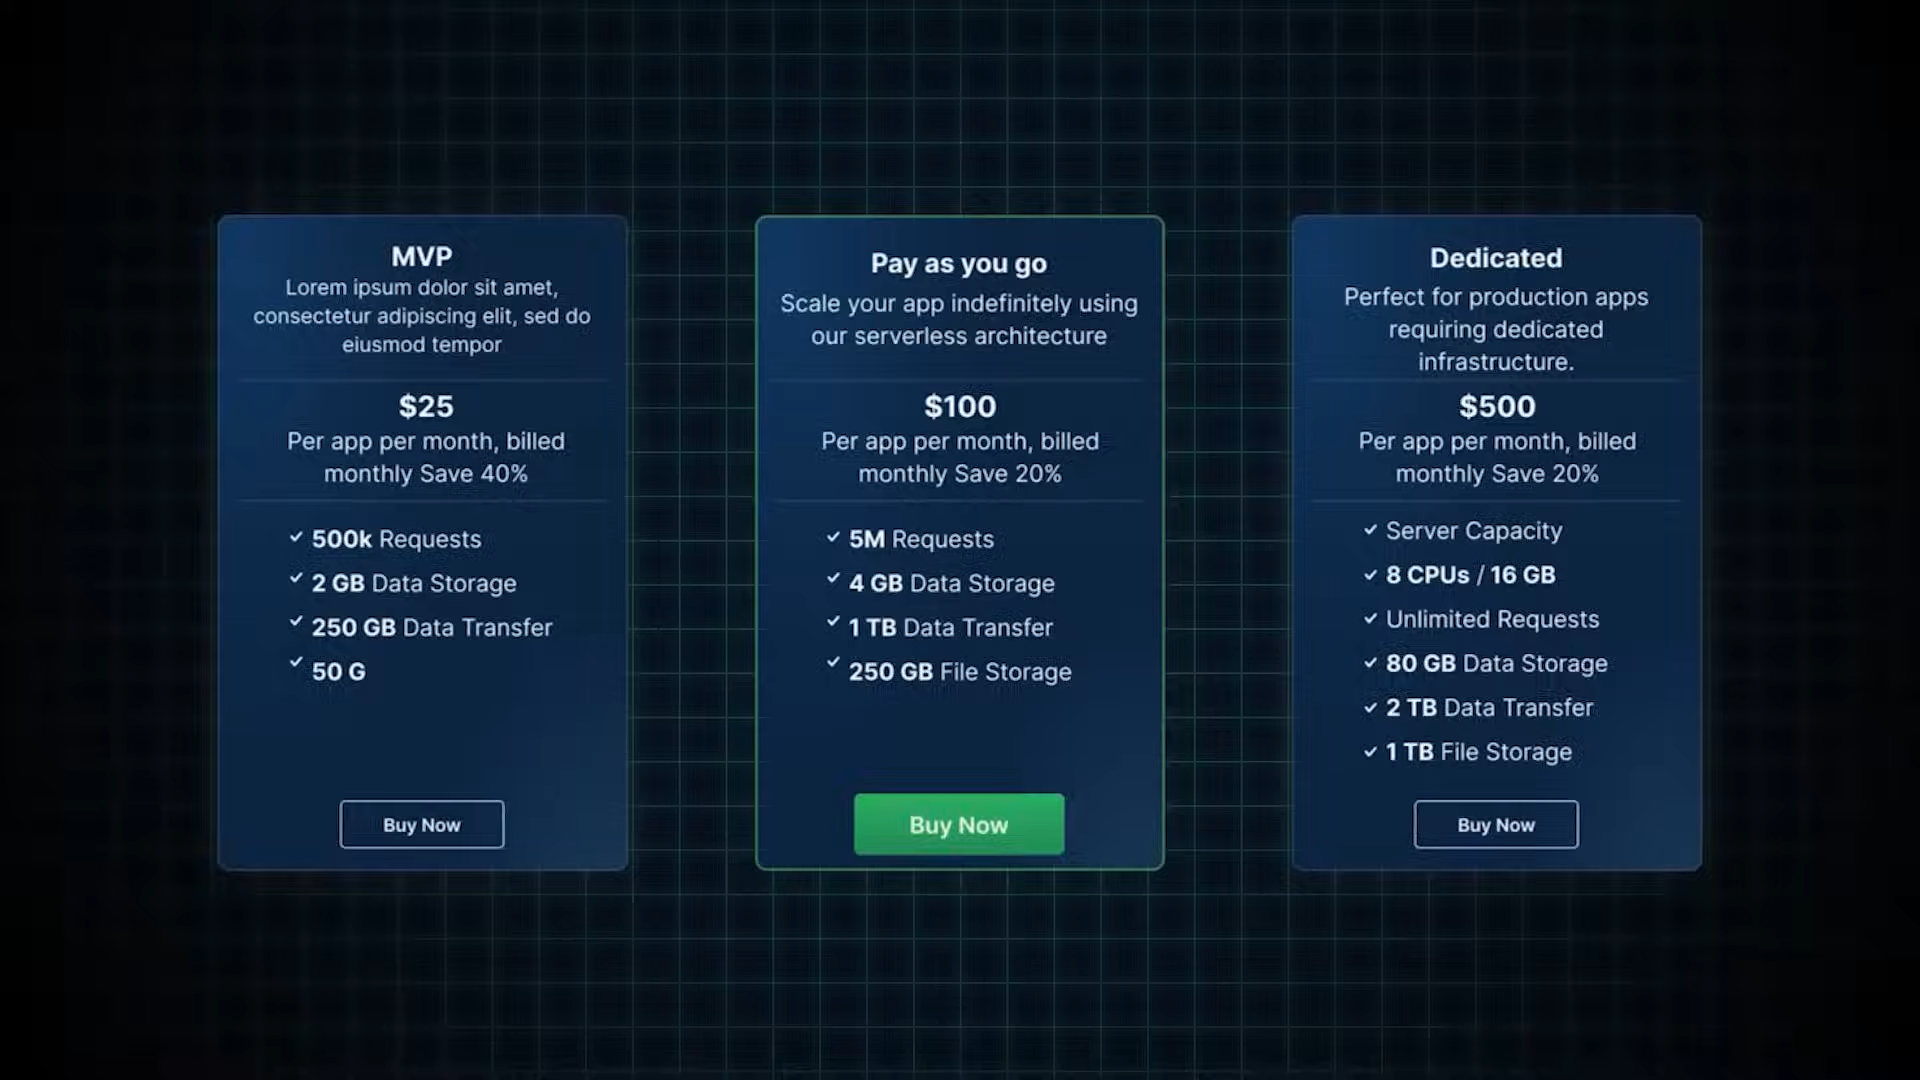 MVP
Lorem ipsum dolor sit amet,
consectetur adipiscing elit, sed do
eiusmod tempor
$25
Per app per month, billed
monthly Save 40%
500k Requests
2 GB Data Storage
250 GB Data Transfer
50 G
Buy Now
Pay as you go
Scale your app indefinitely using
our serverless architecture
$100
Per app per month, billed
monthly Save 20%
5M Requests
4 GB Data Storage
1 TB Data Transfer
250 GB File Storage
Buy Now
Dedicated
Perfect for production apps
requiring dedicated
infrastructure.
$500
Per app per month, billed
monthly Save 20%
Server Capacity
8 CPUs / 16 GB
Unlimited Requests
80 GB Data Storage
2 TB Data Transfer
1 TB File Storage
Buy Now